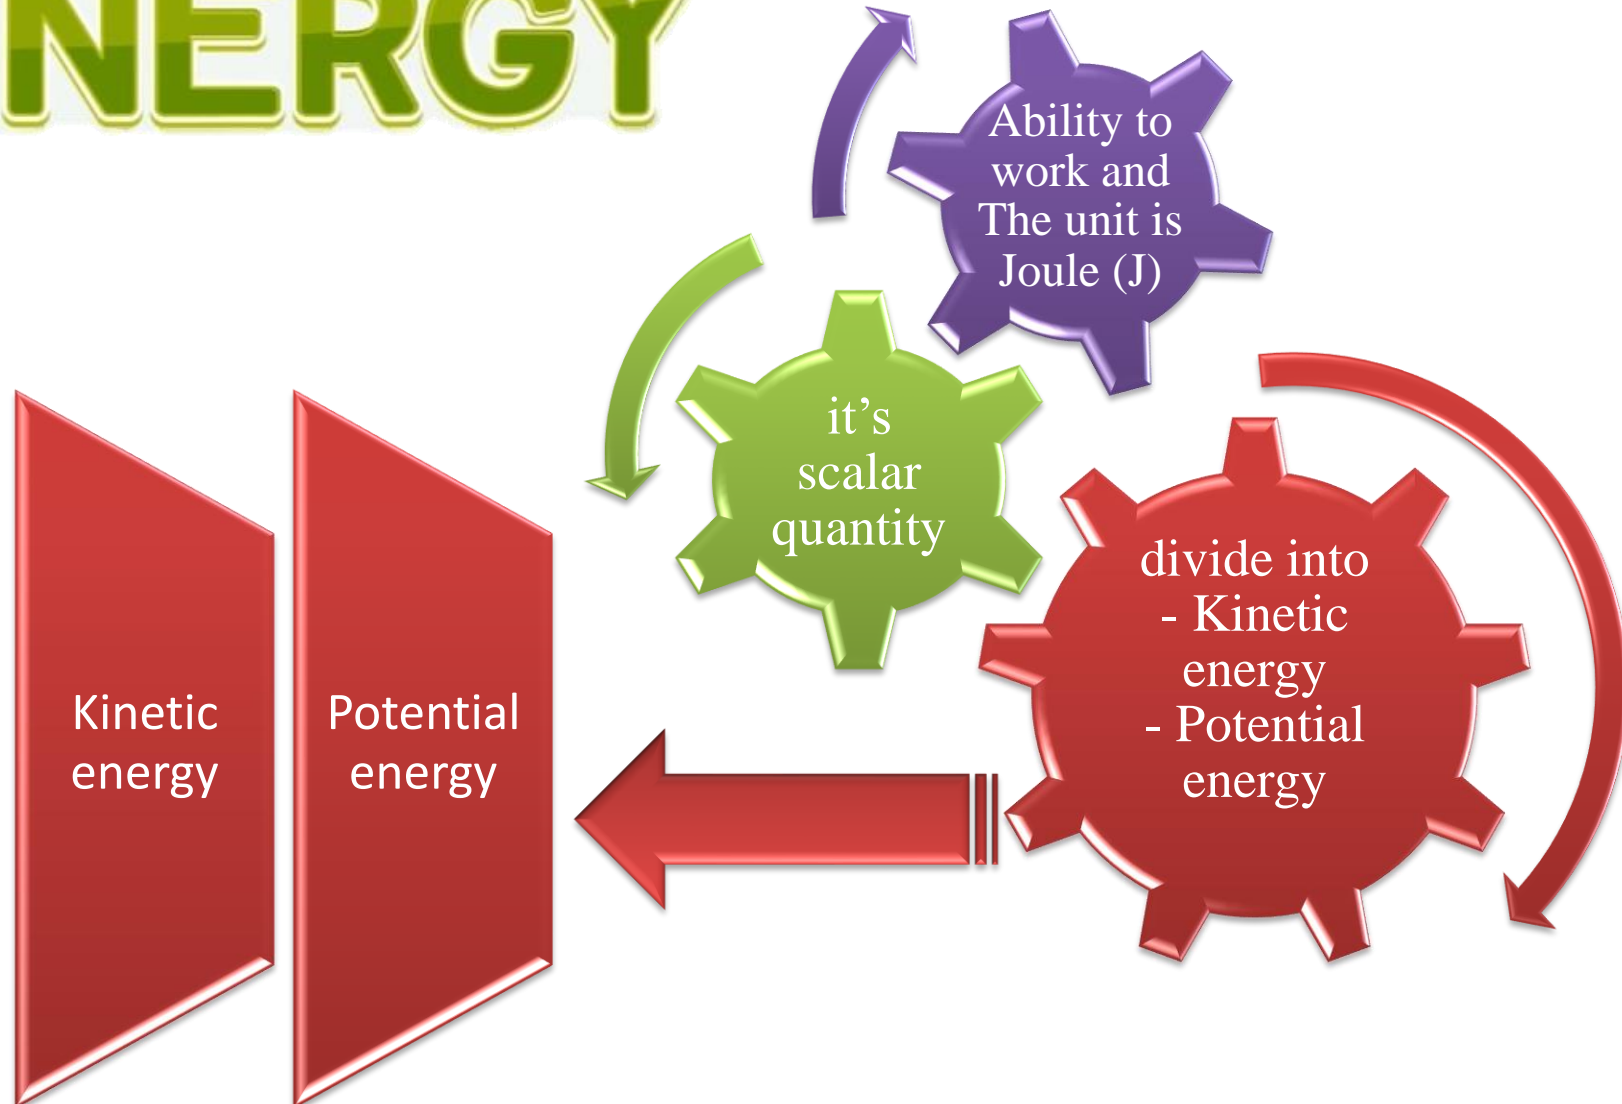 NERGY
Ability to
work and
The unit is
Joule (J)
it’s
scalar
quantity
divide into
- Kinetic
energy
- Potential
energy
Kinetic
energy
Potential
energy